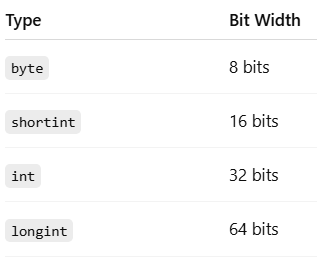 Type Bit Width
byte 8 bits
shortint 16 bits
int 32 bits
longint 64 bits